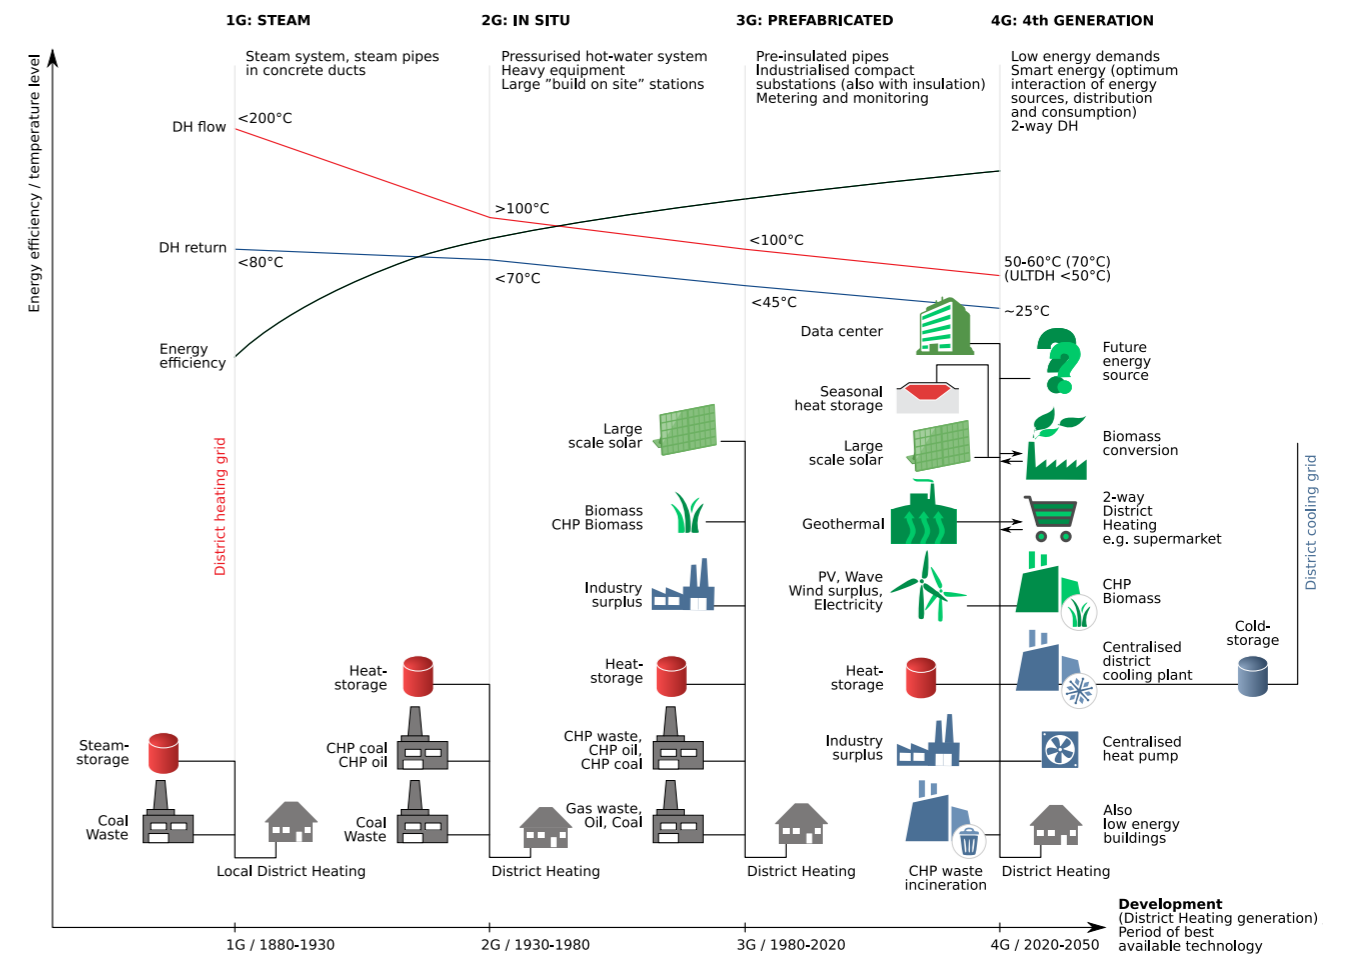 1G: STEAM
2G: IN SITU
3G: PREFABRICATED
4G: 4th GENERATION
Steam system, steam pipes
in concrete ducts
Pressurised hot-water system
Heavy equipment
Large ”build on site” stations
Pre-insulated pipes
Industrialised compact
substations (also with insulation)
Metering and monitoring
Low energy demands
Smart energy (optimum
interaction of energy
sources, distribution
and consumption)
2-way DH
Energy efficiency / temperature level
DH flow
<200°C
>100°C
<100°C
50-60°C (70°C)
(ULTDH <50°C)
DH return
<80°C
<70°C
<45°C
~25°C
Energy
efficiency
District heating grid
District cooling grid
Steam-
storage
Coal
Waste
Local District Heating
Heat-
storage
CHP coal
CHP oil
Coal
Waste
District Heating
Large
scale solar
Biomass
CHP Biomass
Industry
surplus
Heat-
storage
CHP waste,
CHP oil,
CHP coal
Gas waste,
Oil, Coal
District Heating
Data center
Seasonal
heat storage
Large
scale solar
Geothermal
PV, Wave
Wind surplus,
Electricity
Heat-
storage
Industry
surplus
CHP waste
incineration
Future
energy
source
Biomass
conversion
2-way
District
Heating
e.g. supermarket
CHP
Biomass
Centralised
district
cooling plant
Cold-
storage
Centralised
heat pump
Also
low energy
buildings
District Heating
Development
(District Heating generation)
Period of best
available technology
1G / 1880-1930
2G / 1930-1980
3G / 1980-2020
4G / 2020-2050